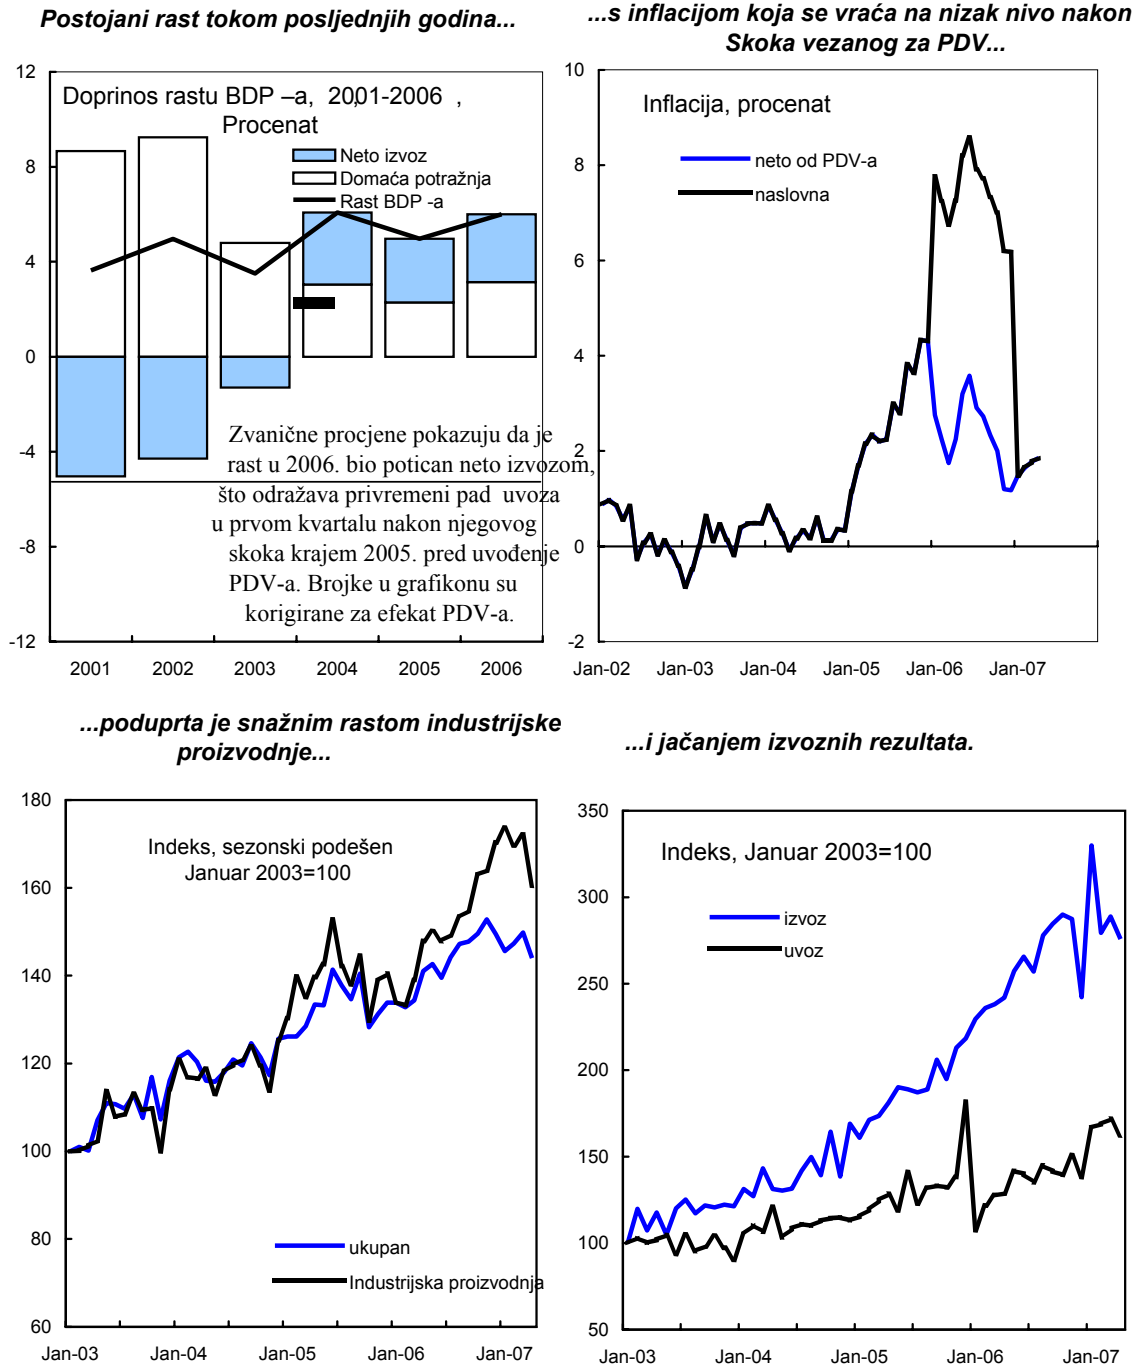 Postojani rast tokom posljednjih godina...
12
8
4
0
-4
-8
-12
Doprinos rastu BDP –a, 2001-2006 ,
Procenat
Neto izvoz
Domaća potražnja
Rast BDP -a
Zvanične procjene pokazuju da je
rast u 2006. bio potican neto izvozom,
što odražava privremeni pad uvoza
u prvom kvartalu nakon njegovog
skoka krajem 2005. pred uvođenje
PDV-a. Brojke u grafikonu su
korigirane za efekat PDV-a.
2001 2002 2003 2004 2005 2006
...s inflacijom koja se vraća na nizak nivo nakon
Skoka vezanog za PDV...
10
8
6
4
2
0
-2
Inflacija, procenat
neto od PDV-a
naslovna
Jan-02 Jan-03 Jan-04 Jan-05 Jan-06 Jan-07
...poduprta je snažnim rastom industrijske
proizvodnje...
180
160
140
120
100
80
60
Indeks, sezonski podešen
Januar 2003=100
ukupan
Industrijska proizvodnja
Jan-03 Jan-04 Jan-05 Jan-06 Jan-07
...i jačanjem izvoznih rezultata.
350
300
250
200
150
100
50
Indeks, Januar 2003=100
izvoz
uvoz
Jan-03 Jan-04 Jan-05 Jan-06 Jan-07